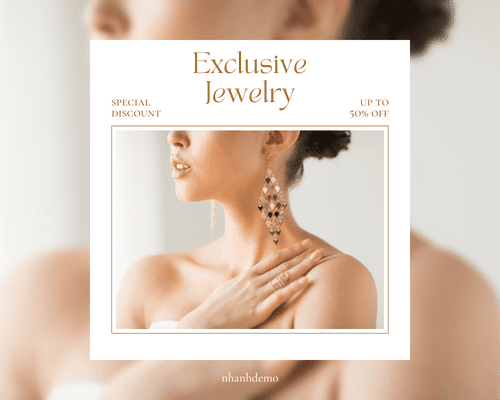 Exclusive
Jewelry
SPECIAL
DISCOUNT
UP TO
50% OFF
nhanhdemo